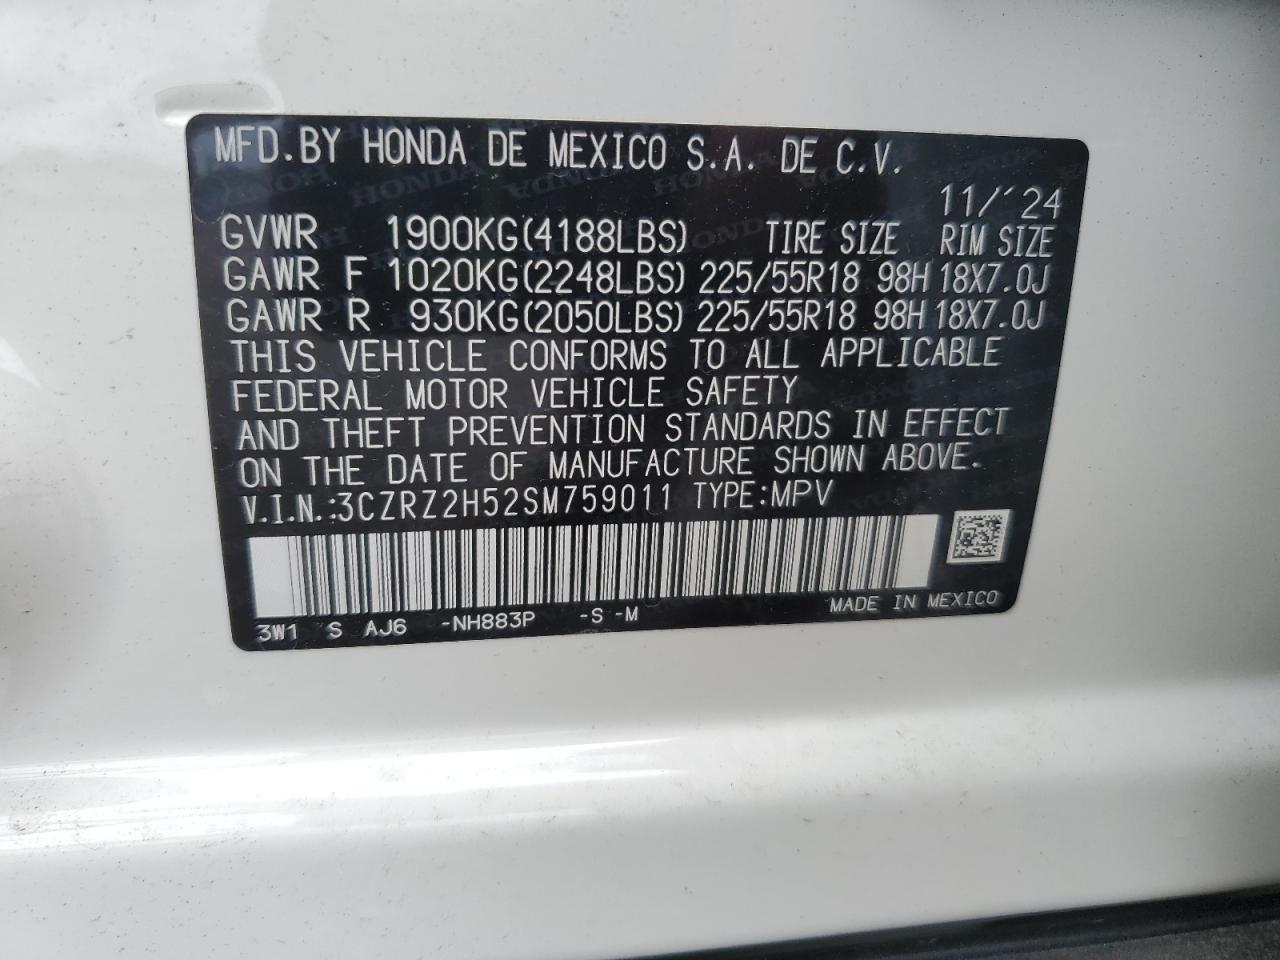 MFD.BY HONDA DE MEXICO S.A. DE C.V.
11/ 24
GVWR 1900KG(4188LBS) TIRE SIZE RIM SIZE
GAWR F 1020KG(2248LBS) 225/55R18 98H 18X7.0J
GAWR R 930KG(2050LBS) 225/55R18 98H 18X7.0J
THIS VEHICLE CONFORMS TO ALL APPLICABLE
FEDERAL MOTOR VEHICLE SAFETY
AND THEFT PREVENTION STANDARDS IN EFFECT
ON THE DATE OF MANUFACTURE SHOWN ABOVE.
V.I.N.:3CZRZ2H52SM759011 TYPE:MPV
3W1 S AJ6 -NH883P -S -M MADE IN MEXICO